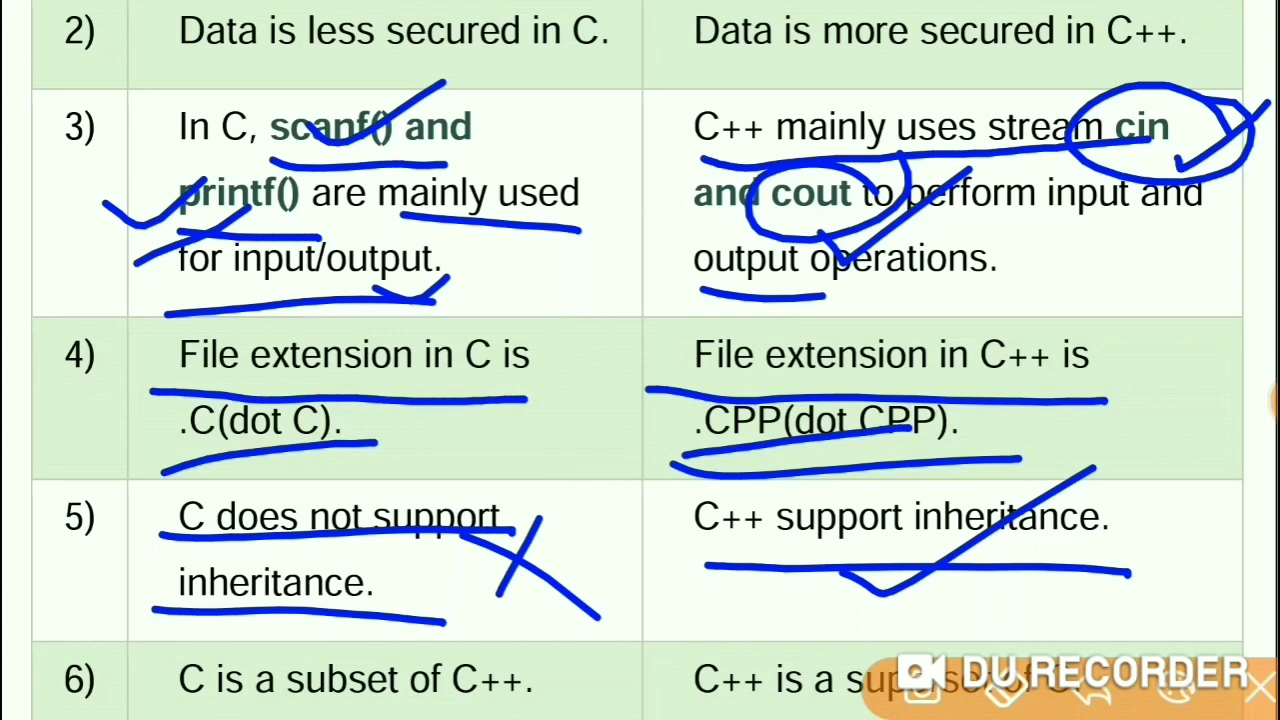 2) Data is less secured in C. Data is more secured in C++.
3) In C, scanf() and C++ mainly uses stream cin
printf() are mainly used and cout to perform input and
for input/output. output operations.
4) File extension in C is File extension in C++ is
.C(dot C). .CPP(dot CPP).
5) C does not support C++ support inheritance.
inheritance.
6) C is a subset of C++. C++ is a superset of C.
DU RECORDER